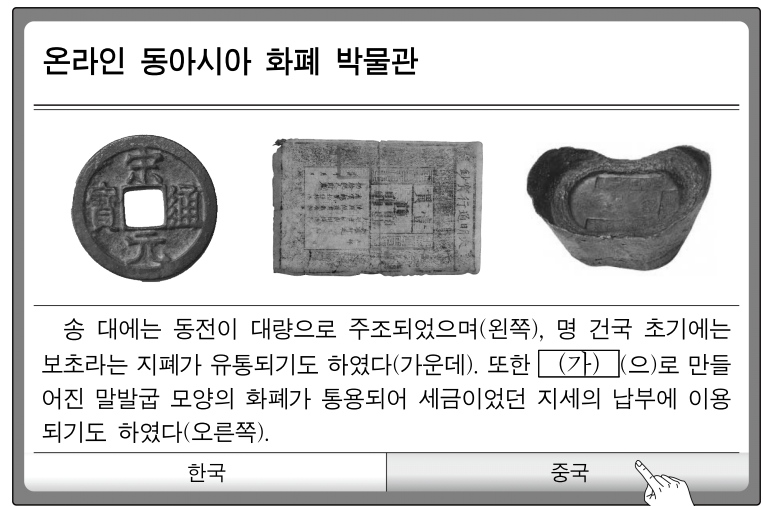 온라인 동아시아 화폐 박물관
宋
寶 通
元
송 대에는 동전이 대량으로 주조되었으며(왼쪽), 명 건국 초기에는
보초라는 지폐가 유통되기도 하였다(가운데). 또한 (가) (으)로 만들
어진 말발굽 모양의 화폐가 통용되어 세금이었던 지세의 납부에 이용
되기도 하였다(오른쪽).
한국 중국